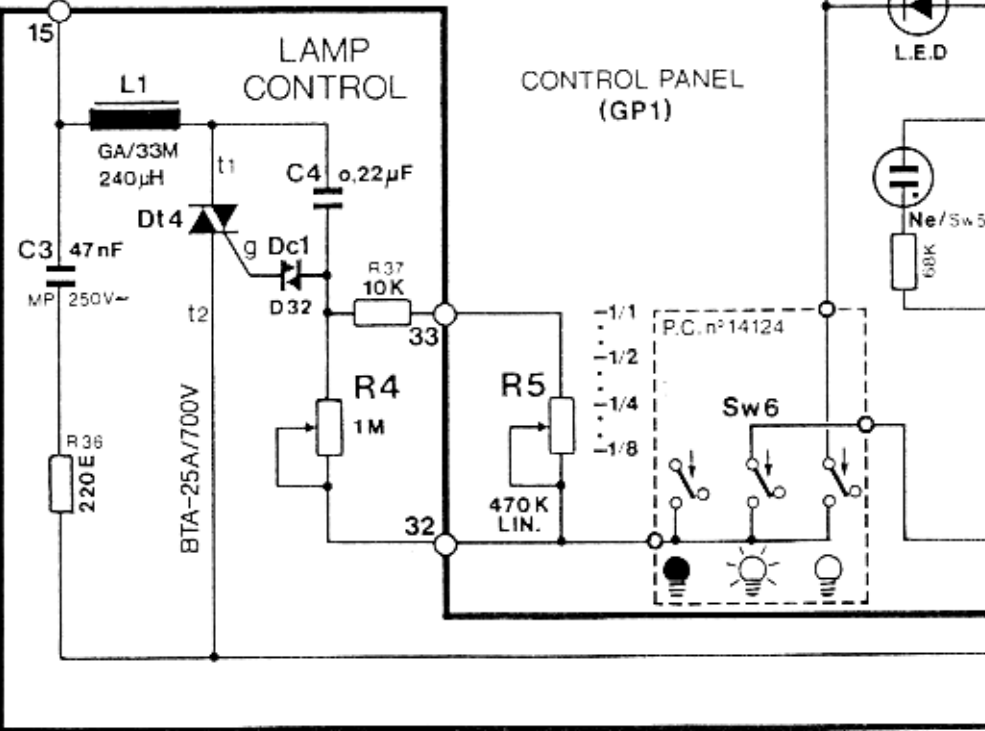 15
LAMP
CONTROL
CONTROL PANEL
(GP1)
L.E.D
L1
GA/33M
240µH
t1
C4 0,22µF
Dt4
g Dc1
D32
C3 47nF
MP 250V~
t2
R37
10K
33
Ne/Sw5
68K
1/1
1/2
1/4
1/8
P.C. nº 14124
Sw6
R4
1M
R5
470K
LIN.
R36
220E
BTA-25A/700V
32